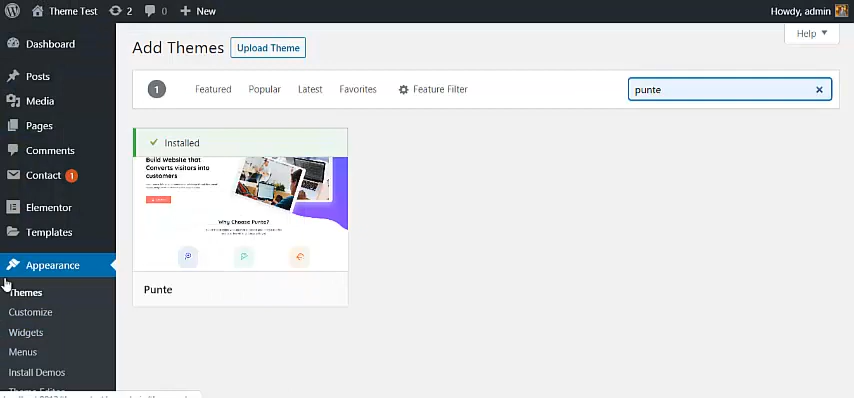 Theme Test 2 0 New Howdy, admin
Help
Dashboard
Posts
Media
Pages
Comments
Contact 1
Elementor
Templates
Appearance
Themes
Customize
Widgets
Menus
Install Demos
Theme Editor
Add Themes Upload Theme
1 Featured Popular Latest Favorites Feature Filter punte
Installed
Build Website that
Converts visitors into
customers
Why Choose Punte?
Punte